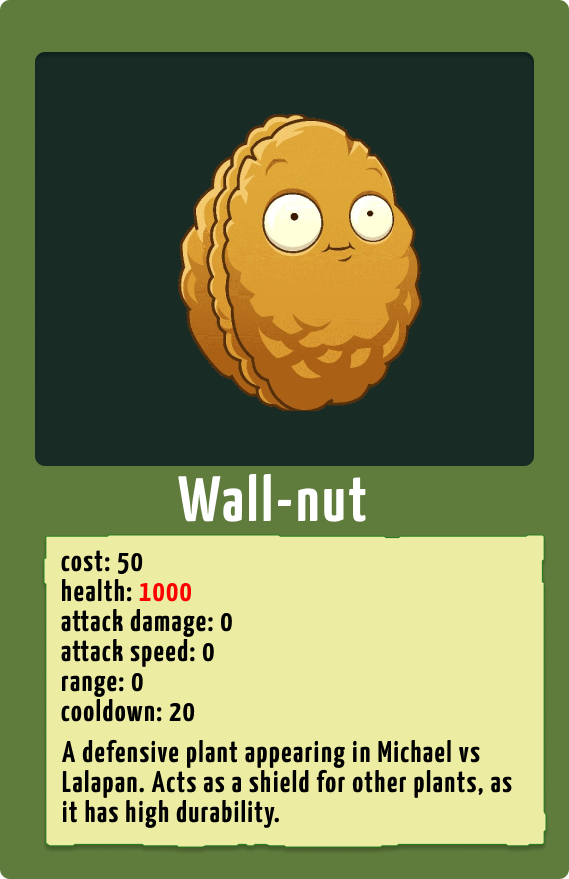 Wall-nut
cost: 50
health: 1000
attack damage: 0
attack speed: 0
range: 0
cooldown: 20
A defensive plant appearing in Michael vs
Lalapan. Acts as a shield for other plants, as
it has high durability.